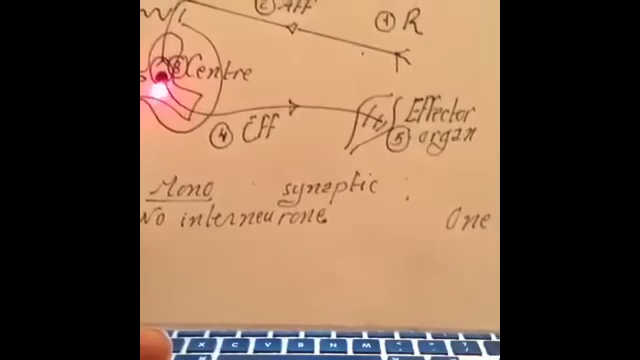 ② Aff
① R
③ Centre
④ Eff
Effector
⑤ organ
Mono synaptic :
No interneurone One
X C V B N M